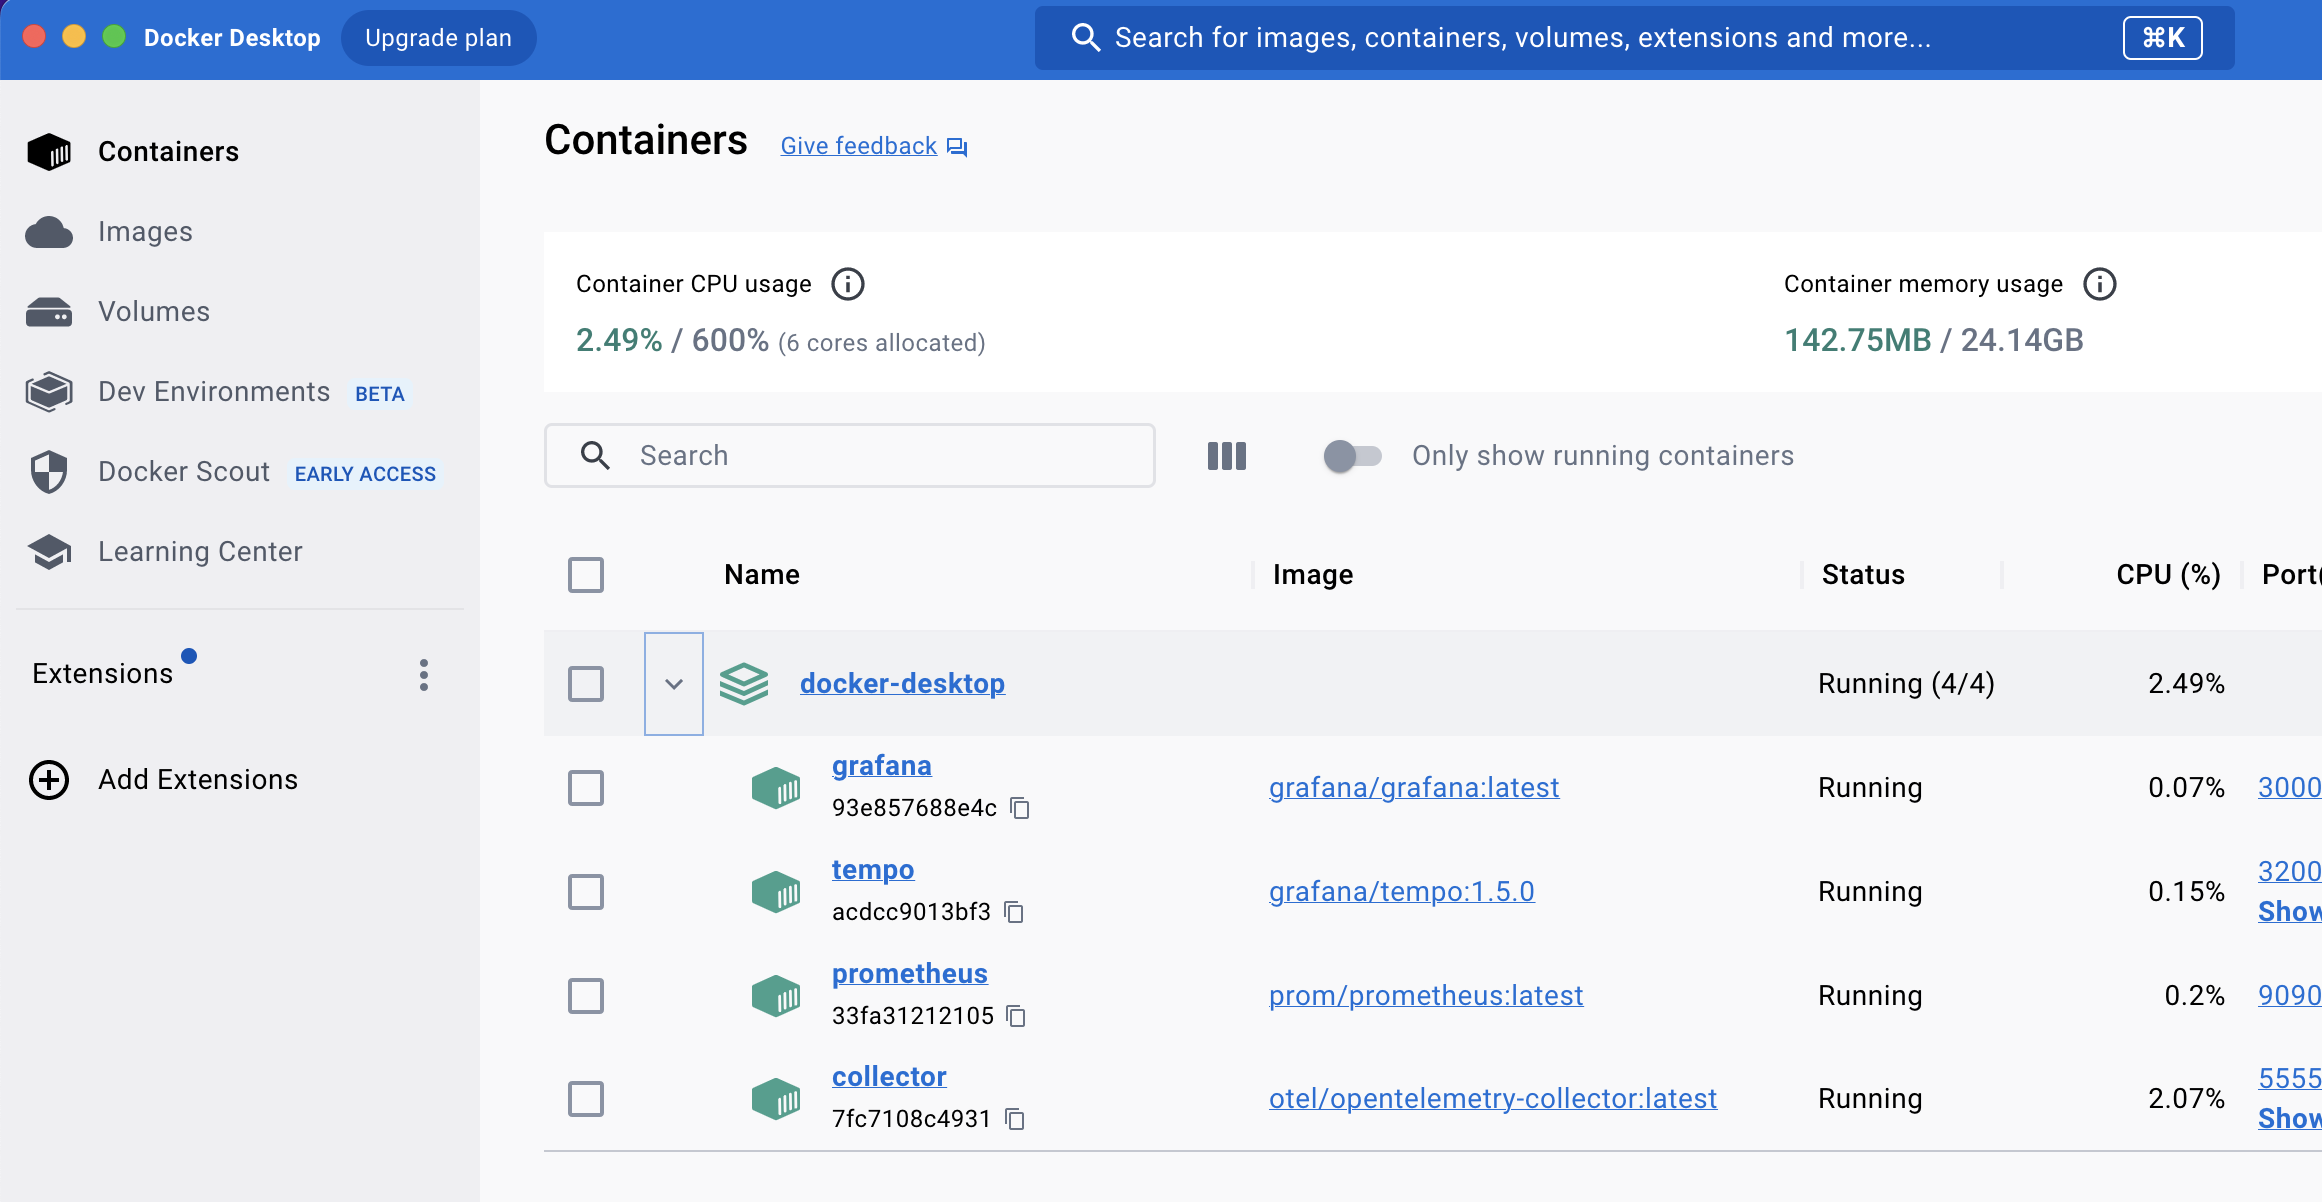 Docker Desktop Upgrade plan Search for images, containers, volumes, extensions and more... ⌘K
Containers
Images
Volumes
Dev Environments BETA
Docker Scout EARLY ACCESS
Learning Center
Extensions
Add Extensions
Containers Give feedback
Container CPU usage
2.49% / 600% (6 cores allocated)
Container memory usage
142.75MB / 24.14GB
Search Only show running containers
Name Image Status CPU (%) Port(
docker-desktop Running (4/4) 2.49%
grafana
93e857688e4c grafana/grafana:latest Running 0.07% 3000
tempo
acdcc9013bf3 grafana/tempo:1.5.0 Running 0.15% 3200
Show
prometheus
33fa31212105 prom/prometheus:latest Running 0.2% 9090
collector
7fc7108c4931 otel/opentelemetry-collector:latest Running 2.07% 5555
Show